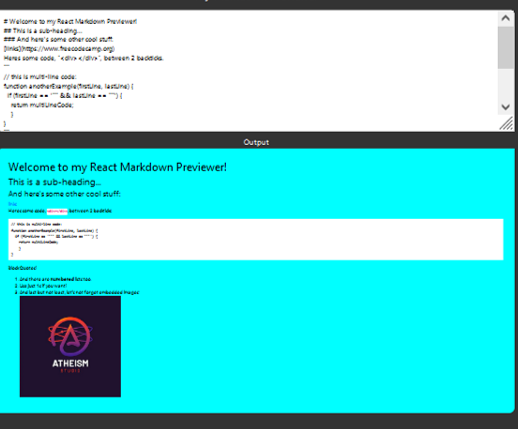 # Welcome to my React Markdown Previewer!
## This is a sub-heading...
### And here's some other cool stuff:
[links](https://www.freecodecamp.org)
Heres some code, `<div></div>`, between 2 backticks.
```
// this is multi-line code:
function anotherExample(firstLine, lastLine) {
if (firstLine == '```' && lastLine == '```') {
return multiLineCode;
}
}
Output
Welcome to my React Markdown Previewer!
This is a sub-heading...
And here's some other cool stuff:
links
Heres some code, <div></div>, between 2 backticks.
// this is multi-line code:
function anotherExample(firstLine, lastLine) {
if (firstLine == '```' && lastLine == '```') {
return multiLineCode;
}
}
Block Quotes!
1. And there are numbered lists too.
2. Use just 1s if you want!
3. And last but not least, let's not forget embedded images:
ATHEISM
STUDIO